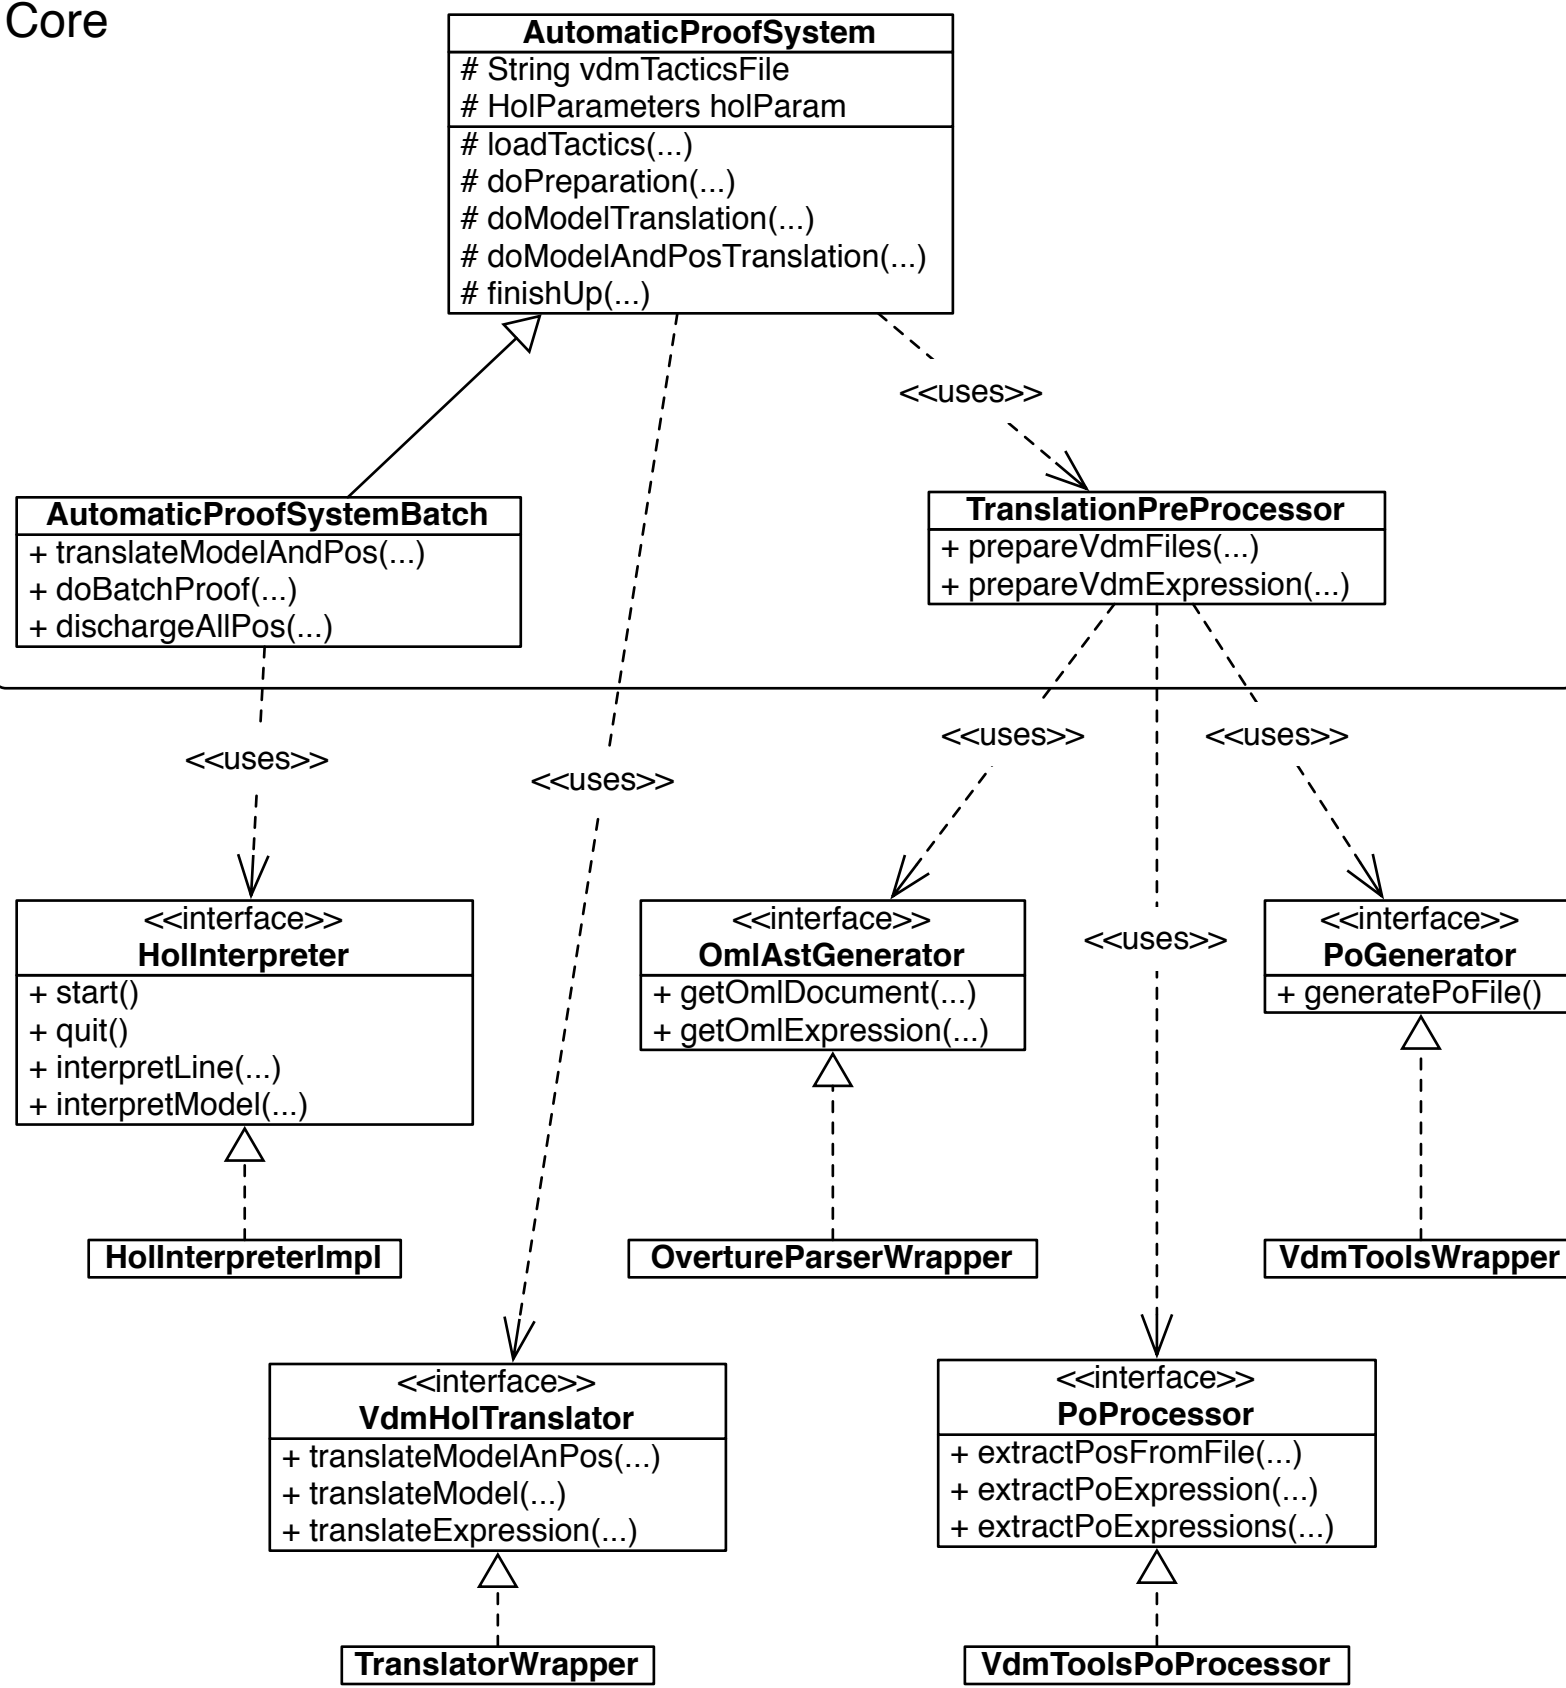 Core
AutomaticProofSystem
# String vdmTacticsFile
# HolParameters holParam
# loadTactics(...)
# doPreparation(...)
# doModelTranslation(...)
# doModelAndPosTranslation(...)
# finishUp(...)
<<uses>>
AutomaticProofSystemBatch
+ translateModelAndPos(...)
+ doBatchProof(...)
+ dischargeAllPos(...)
TranslationPreProcessor
+ prepareVdmFiles(...)
+ prepareVdmExpression(...)
<<uses>>
<<uses>>
<<uses>>
<<uses>>
<<uses>>
<<interface>>
HolInterpreter
+ start()
+ quit()
+ interpretLine(...)
+ interpretModel(...)
<<interface>>
OmlAstGenerator
+ getOmlDocument(...)
+ getOmlExpression(...)
<<interface>>
PoGenerator
+ generatePoFile()
HolInterpreterImpl
OvertureParserWrapper
VdmToolsWrapper
<<interface>>
VdmHolTranslator
+ translateModelAnPos(...)
+ translateModel(...)
+ translateExpression(...)
<<interface>>
PoProcessor
+ extractPosFromFile(...)
+ extractPoExpression(...)
+ extractPoExpressions(...)
TranslatorWrapper
VdmToolsPoProcessor